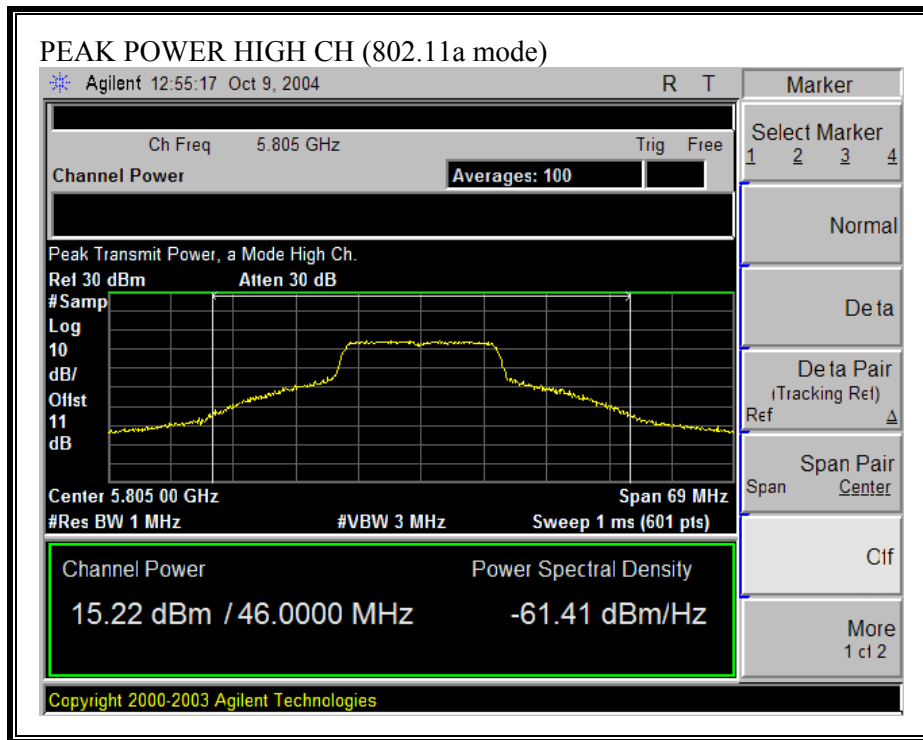 PEAK POWER HIGH CH (802.11a mode)
Agilent 12:55:17 Oct 9, 2004 R T
Marker
Ch Freq 5.805 GHz Trig Free
Select Marker
1 2 3 4
Channel Power Averages: 100
Normal
Peak Transmit Power, a Mode High Ch.
Ref 30 dBm Atten 30 dB
#Samp
Log
10
dB/
Offst
11
dB
De ta
De ta Pair
(Tracking Ref)
Ref Δ
Span Pair
Span Center
Center 5.805 00 GHz Span 69 MHz
#Res BW 1 MHz #VBW 3 MHz Sweep 1 ms (601 pts)
Off
Channel Power Power Spectral Density
15.22 dBm / 46.0000 MHz -61.41 dBm/Hz
More
1 of 2
Copyright 2000-2003 Agilent Technologies